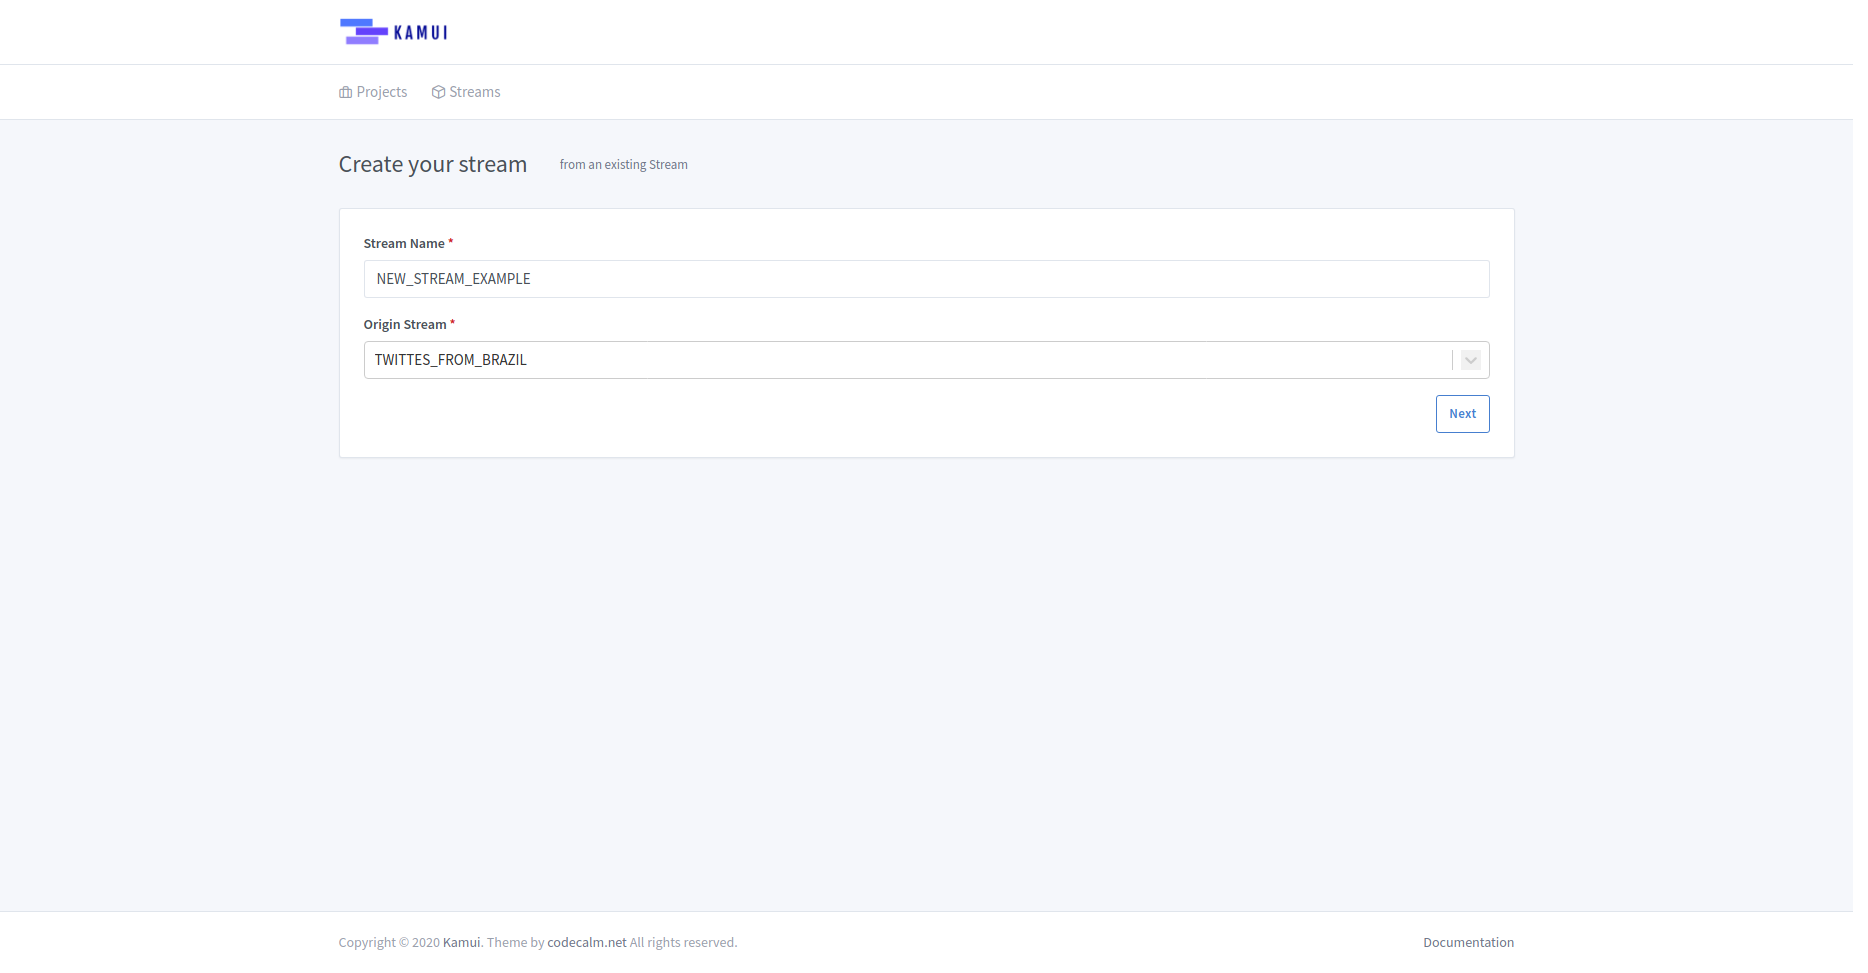 KAMUI
Projects Streams
Create your stream from an existing Stream
Stream Name *
NEW_STREAM_EXAMPLE
Origin Stream *
TWITTES_FROM_BRAZIL
Next
Copyright © 2020 Kamui. Theme by codecalm.net All rights reserved. Documentation